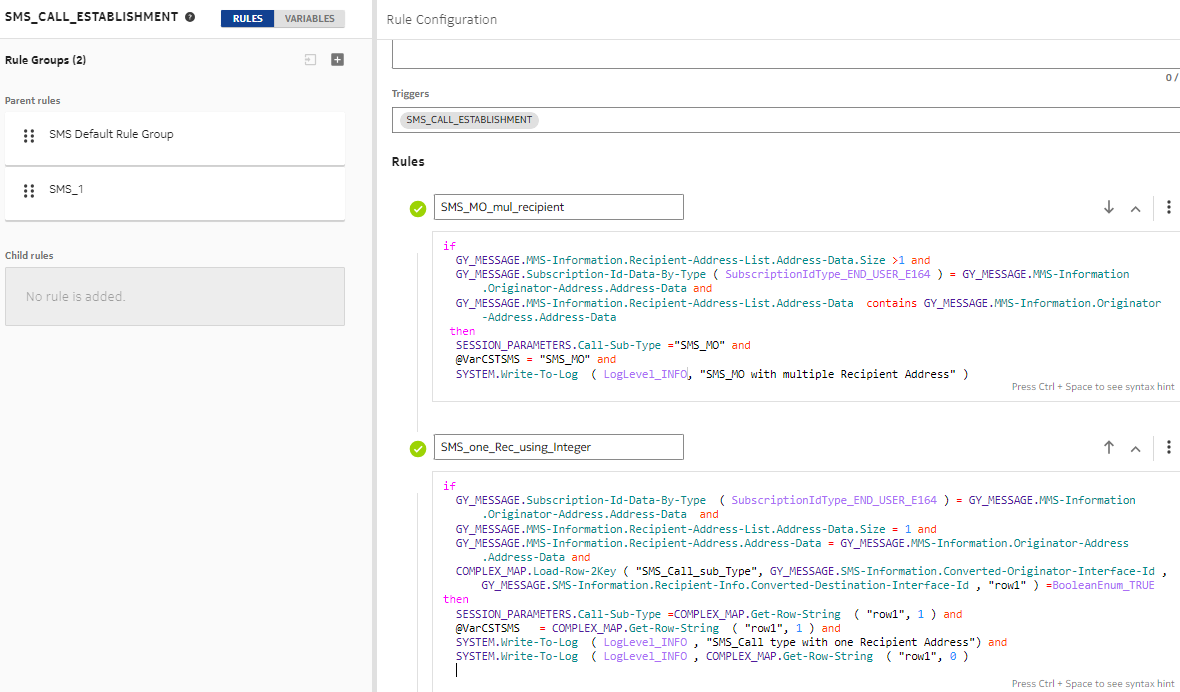 SMS_CALL_ESTABLISHMENT ?
RULES
VARIABLES
Rule Groups (2)
Parent rules
SMS Default Rule Group
SMS_1
Child rules
No rule is added.
Rule Configuration
0 /
Triggers
SMS_CALL_ESTABLISHMENT
Rules
SMS_MO_mul_recipient
if
GY_MESSAGE.MMS-Information.Recipient-Address-List.Address-Data.Size >1 and
GY_MESSAGE.Subscription-Id-Data-By-Type ( SubscriptionIdType_END_USER_E164 ) = GY_MESSAGE.MMS-Information
.Originator-Address.Address-Data and
GY_MESSAGE.MMS-Information.Recipient-Address-List.Address-Data  contains GY_MESSAGE.MMS-Information.Originator
-Address.Address-Data
then
SESSION_PARAMETERS.Call-Sub-Type ="SMS_MO" and
@VarCSTSMS = "SMS_MO" and
SYSTEM.Write-To-Log  ( LogLevel_INFO, "SMS_MO with multiple Recipient Address" )
Press Ctrl + Space to see syntax hint
SMS_one_Rec_using_Integer
if
GY_MESSAGE.Subscription-Id-Data-By-Type  ( SubscriptionIdType_END_USER_E164 ) = GY_MESSAGE.MMS-Information
.Originator-Address.Address-Data  and
GY_MESSAGE.MMS-Information.Recipient-Address-List.Address-Data.Size = 1 and
GY_MESSAGE.MMS-Information.Recipient-Address.Address-Data = GY_MESSAGE.MMS-Information.Originator-Address
.Address-Data and
COMPLEX_MAP.Load-Row-2Key ( "SMS_Call_sub_Type", GY_MESSAGE.SMS-Information.Converted-Originator-Interface-Id ,
GY_MESSAGE.SMS-Information.Recipient-Info.Converted-Destination-Interface-Id , "row1" ) =BooleanEnum_TRUE
then
SESSION_PARAMETERS.Call-Sub-Type =COMPLEX_MAP.Get-Row-String  ( "row1", 1 ) and
@VarCSTSMS   = COMPLEX_MAP.Get-Row-String  ( "row1", 1 ) and
SYSTEM.Write-To-Log  ( LogLevel_INFO , "SMS_Call type with one Recipient Address") and
SYSTEM.Write-To-Log  ( LogLevel_INFO , COMPLEX_MAP.Get-Row-String  ( "row1", 0 )
Press Ctrl + Space to see syntax hint